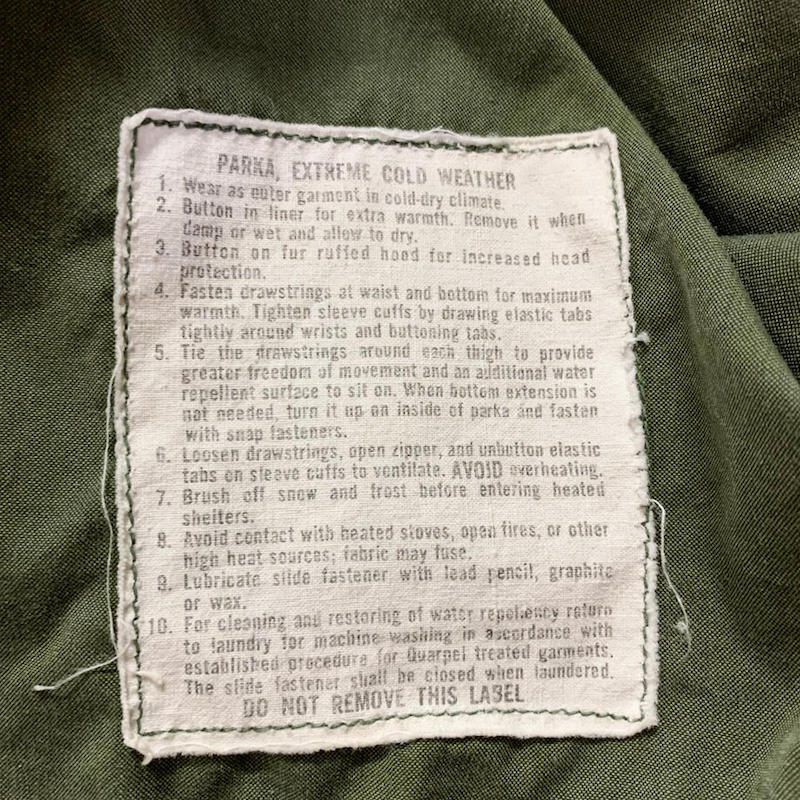 PARKA, EXTREME COLD WEATHER
1. Wear as outer garment in cold-dry climate.
2. Button in liner for extra warmth. Remove it when
damp or wet and allow to dry.
3. Button on fur ruffed hood for increased head
protection.
4. Fasten drawstrings at waist and bottom for maximum
warmth. Tighten sleeve cuffs by drawing elastic tabs
tightly around wrists and buttoning tabs.
5. Tie the drawstrings around each thigh to provide
greater freedom of movement and an additional water
repellent surface to sit on. When bottom extension is
not needed, turn it up on inside of parka and fasten
with snap fasteners.
6. Loosen drawstrings, open zipper, and unbutton elastic
tabs on sleeve cuffs to ventilate. AVOID overheating.
7. Brush off snow and frost before entering heated
shelters.
8. Avoid contact with heated stoves, open fires, or other
high heat sources; fabric may fuse.
9. Lubricate slide fastener with lead pencil, graphite
or wax.
10. For cleaning and restoring of water repellency return
to laundry for machine washing in accordance with
established procedure for Quarpel treated garments.
The slide fastener shall be closed when laundered.
DO NOT REMOVE THIS LABEL